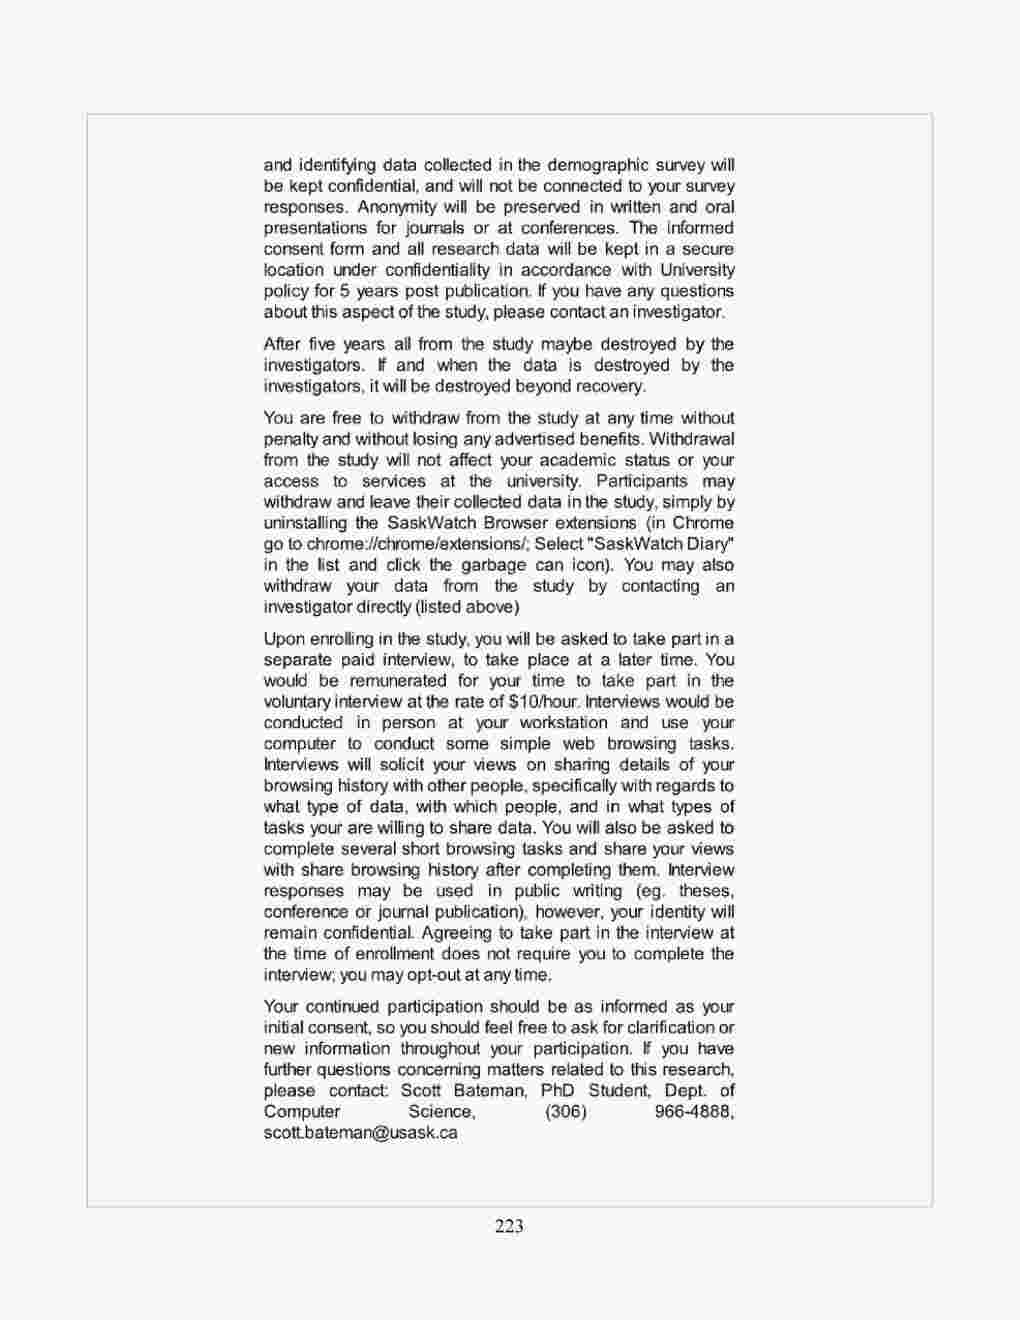 and identifying data collected in the demographic survey will
be kept confidential, and will not be connected to your survey
responses. Anonymity will be preserved in written and oral
presentations for journals or at conferences. The informed
consent form and all research data will be kept in a secure
location under confidentiality in accordance with University
policy for 5 years post publication. If you have any questions
about this aspect of the study, please contact an investigator.
After five years all from the study maybe destroyed by the
investigators. If and when the data is destroyed by the
investigators, it will be destroyed beyond recovery.
You are free to withdraw from the study at any time without
penalty and without losing any advertised benefits. Withdrawal
from the study will not affect your academic status or your
access to services at the university. Participants may
withdraw and leave their collected data in the study, simply by
uninstalling the SaskWatch Browser extensions (in Chrome
go to chrome://chrome/extensions/; Select "SaskWatch Diary"
in the list and click the garbage can icon). You may also
withdraw your data from the study by contacting an
investigator directly (listed above)
Upon enrolling in the study, you will be asked to take part in a
separate paid interview, to take place at a later time. You
would be remunerated for your time to take part in the
voluntary interview at the rate of $10/hour. Interviews would be
conducted in person at your workstation and use your
computer to conduct some simple web browsing tasks.
Interviews will solicit your views on sharing details of your
browsing history with other people, specifically with regards to
what type of data, with which people, and in what types of
tasks your are willing to share data. You will also be asked to
complete several short browsing tasks and share your views
with share browsing history after completing them. Interview
responses may be used in public writing (eg. theses,
conference or journal publication), however, your identity will
remain confidential. Agreeing to take part in the interview at
the time of enrollment does not require you to complete the
interview; you may opt-out at any time.
Your continued participation should be as informed as your
initial consent, so you should feel free to ask for clarification or
new information throughout your participation. If you have
further questions concerning matters related to this research,
please contact: Scott Bateman, PhD Student, Dept. of
Computer Science, (306) 966-4888,
scott.bateman@usask.ca
223